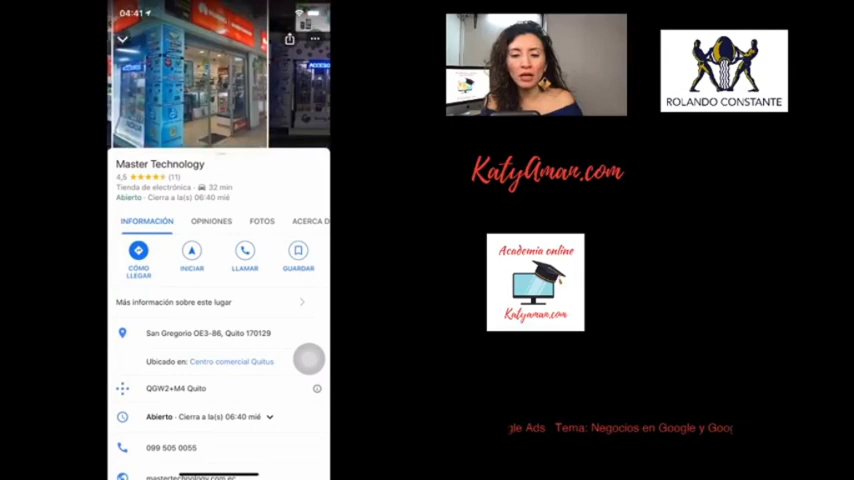 04:41
Master Technology
4,5 (11)
Tienda de electrónica · 32 min
Abierto · Cierra a la(s) 06:40 mié
INFORMACIÓN OPINIONES FOTOS ACERCA D
CÓMO LLEGAR
INICIAR
LLAMAR
GUARDAR
Más información sobre este lugar
San Gregorio OE3-86, Quito 170129
Ubicado en: Centro comercial Quitus
QGW2+M4 Quito
Abierto · Cierra a la(s) 06:40 mié
099 505 0055
mastertechnology.com.ec
ROLANDO CONSTANTE
KatyAman.com
Academia online
Katyaman.com
gle Ads Tema: Negocios en Google y Goog